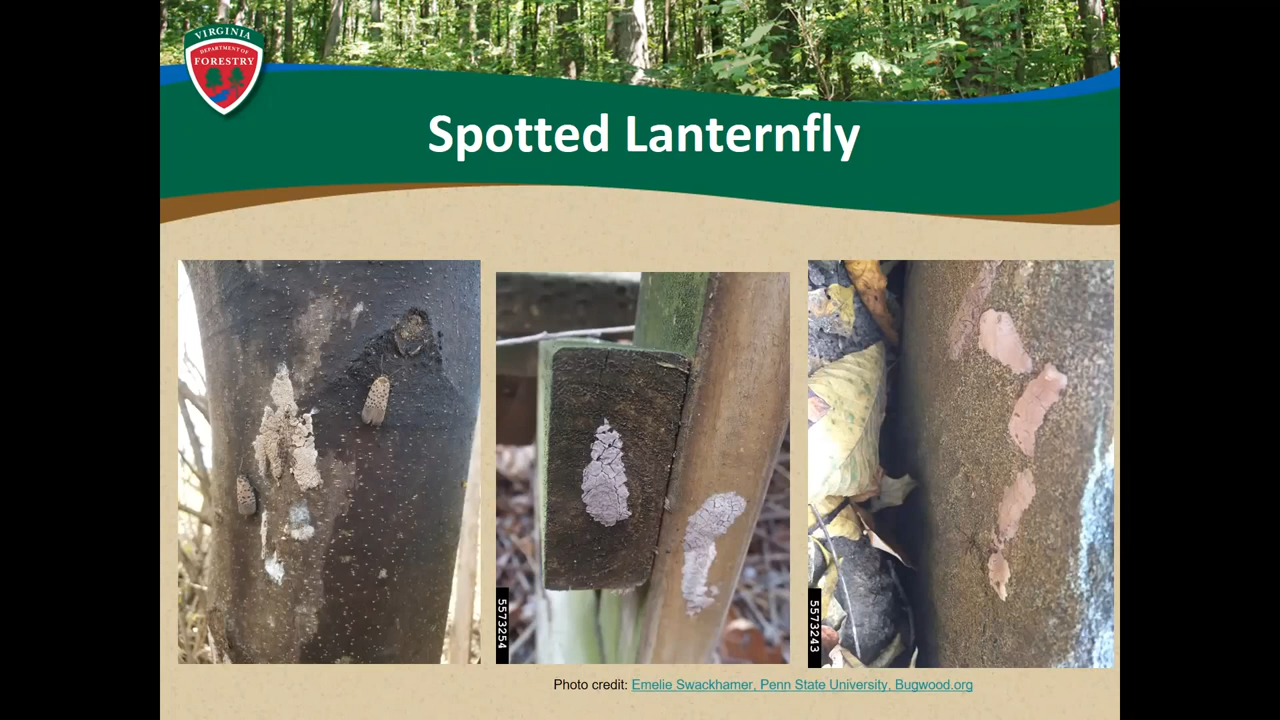 VIRGINIA
DEPARTMENT OF
FORESTRY
Spotted Lanternfly
5573254
5573243
Photo credit: Emelie Swackhamer, Penn State University, Bugwood.org